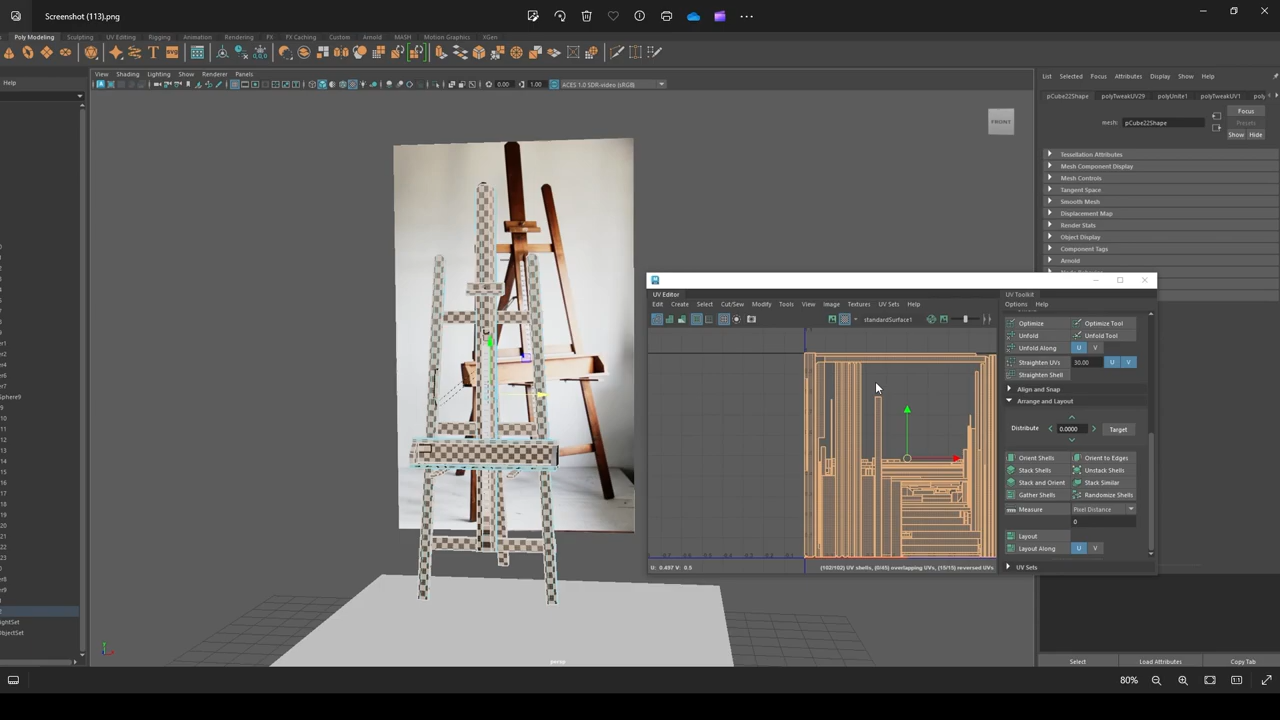 Screenshot (113).png
Poly Modeling Sculpting UV Editing Rigging Animation Rendering FX FX Caching Custom Arnold MASH Motion Graphics XGen
Help
View Shading Lighting Show Renderer Panels
0.00 1.00 ACES 1.0 SDR-video (sRGB)
FRONT
List Selected Focus Attributes Display Show Help
pCube22Shape polyTweakUV29 polyUnite1 polyTweakUV1
mesh: pCube22Shape
Focus
Presets
Show Hide
Tessellation Attributes
Mesh Component Display
Mesh Controls
Tangent Space
Smooth Mesh
Displacement Map
Render Stats
Object Display
Component Tags
Arnold
UV Editor
Edit Create Select Cut/Sew Modify Tools View Image Textures UV Sets Help
standardSurface1
U: 0.497 V: 0.5 (102/102) UV shells, (0/65) overlapping UVs, (15/15) reversed UVs
UV Toolkit
Options Help
Optimize Optimize Tool
Unfold Unfold Tool
Unfold Along U V
Straighten UVs 30.00 U V
Straighten Shell
Align and Snap
Arrange and Layout
Distribute 0.0000 Target
Orient Shells Orient to Edges
Stack Shells Unstack Shells
Stack and Orient Stack Similar
Gather Shells Randomize Shells
Measure Pixel Distance
0
Layout
Layout Along U V
UV Sets
persp
Select Load Attributes Copy Tab
80%